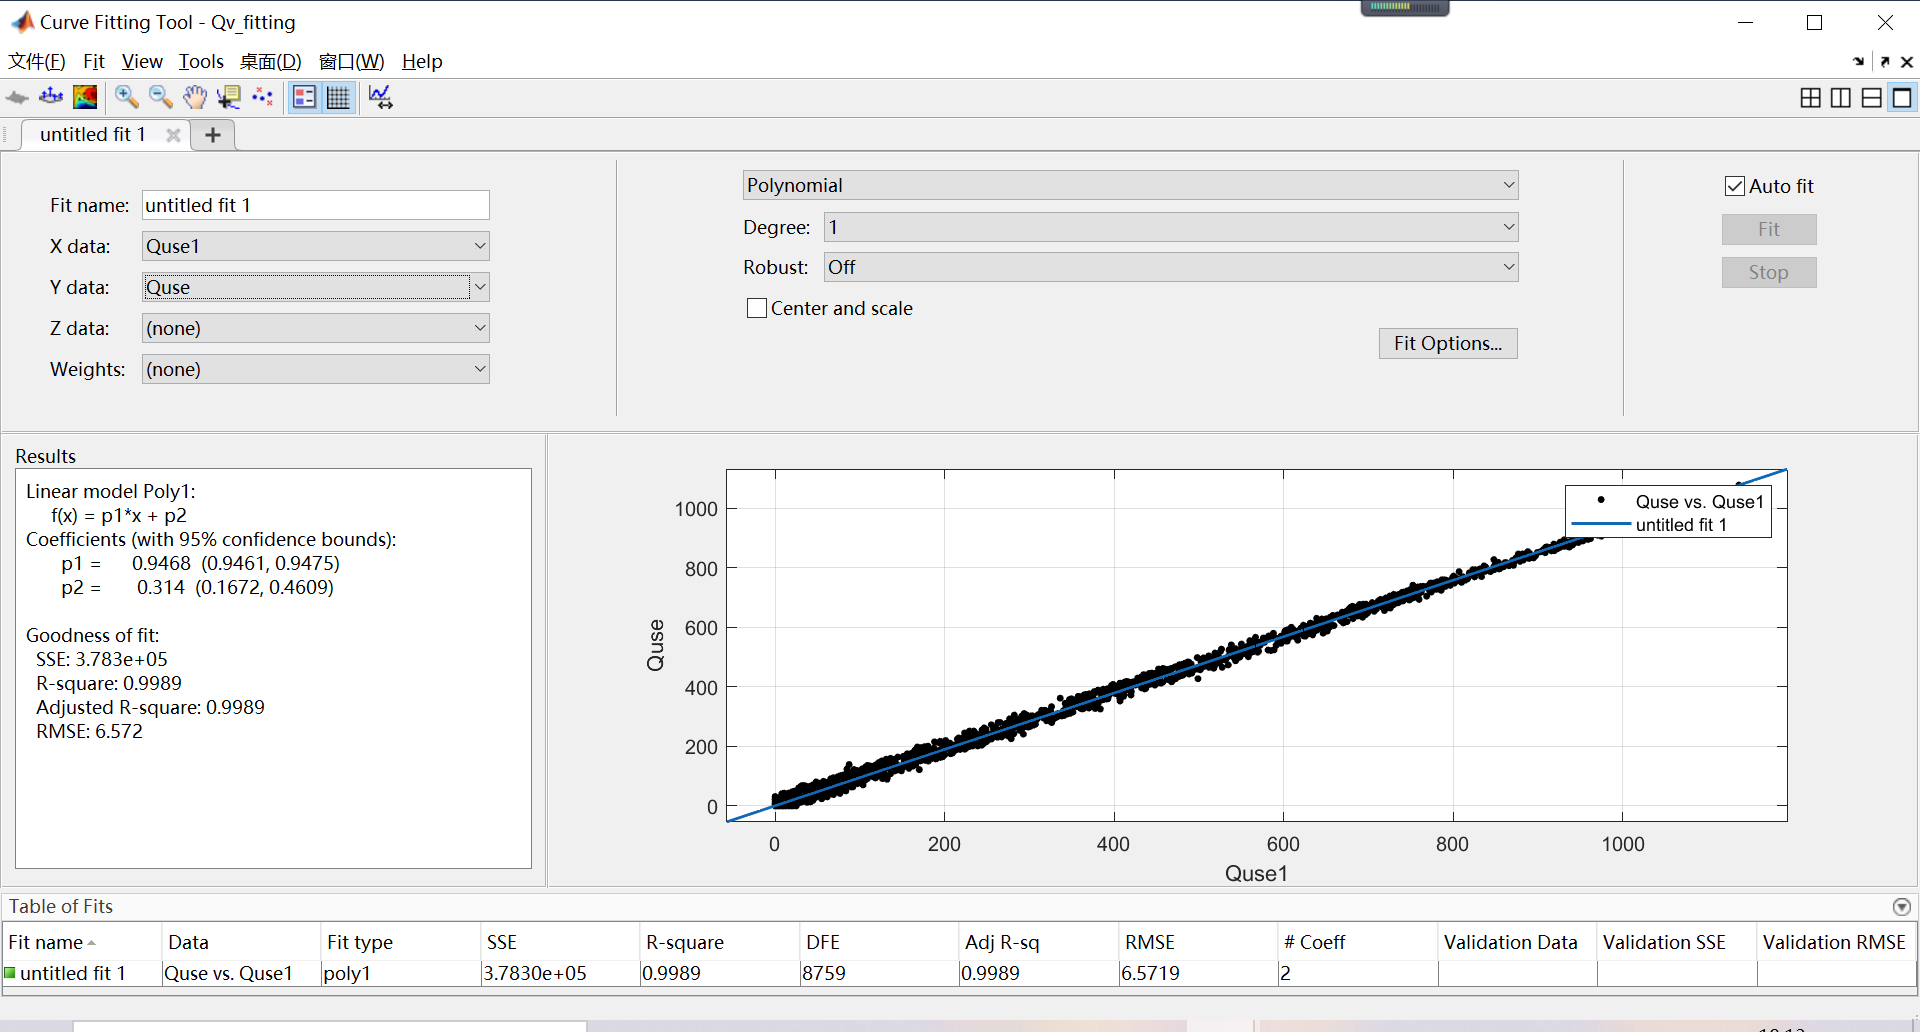 Curve Fitting Tool - Qv_fitting
文件(F) Fit View Tools 桌面(D) 窗口(W) Help
untitled fit 1
Fit name: untitled fit 1
X data: Quse1
Y data: Quse
Z data: (none)
Weights: (none)
Polynomial
Degree: 1
Robust: Off
Center and scale
Fit Options...
Auto fit
Fit
Stop
Results
Linear model Poly1:
f(x) = p1*x + p2
Coefficients (with 95% confidence bounds):
p1 = 0.9468 (0.9461, 0.9475)
p2 = 0.314 (0.1672, 0.4609)
Goodness of fit:
SSE: 3.783e+05
R-square: 0.9989
Adjusted R-square: 0.9989
RMSE: 6.572
Quse vs. Quse1
untitled fit 1
1000
800
600
400
200
0
Quse
0 200 400 600 800 1000
Quse1
Table of Fits
Fit name Data Fit type SSE R-square DFE Adj R-sq RMSE # Coeff Validation Data Validation SSE Validation RMSE
untitled fit 1 Quse vs. Quse1 poly1 3.7830e+05 0.9989 8759 0.9989 6.5719 2